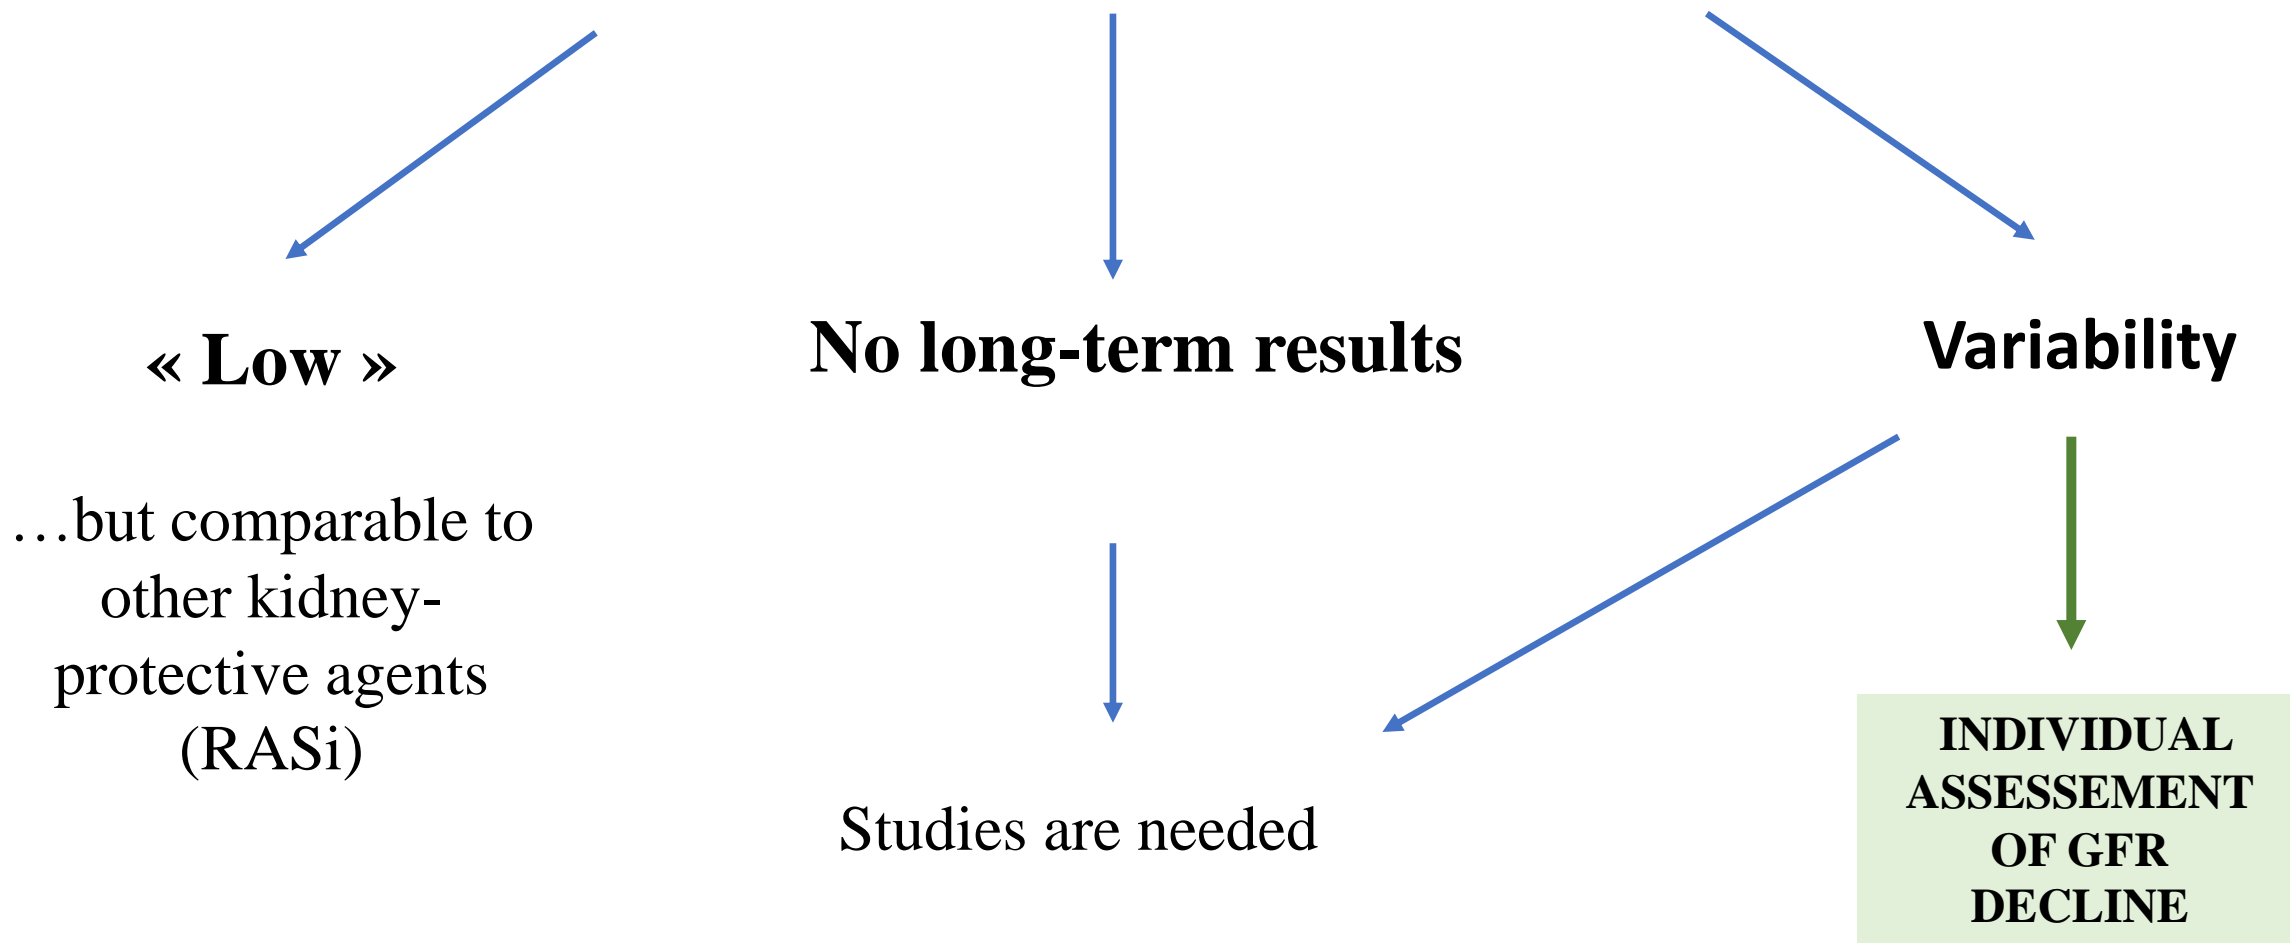 « Low »
No long-term results
Variability
…but comparable to
other kidney-
protective agents
(RASi)
Studies are needed
INDIVIDUAL
ASSESSEMENT
OF GFR
DECLINE